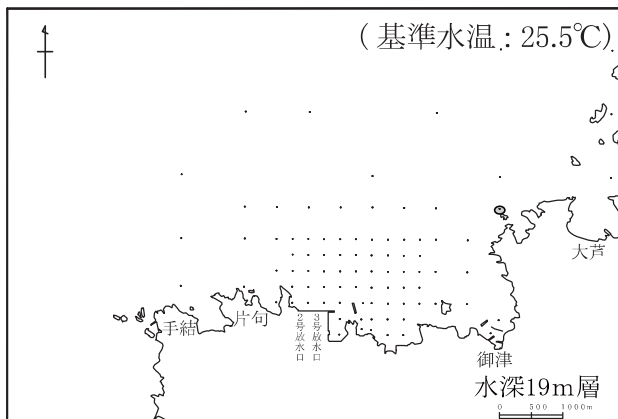 (基準水温:25.5℃)
大芦
手結
片句
2号放水口
3号放水口
御津
水深19m層
0 500 1000m